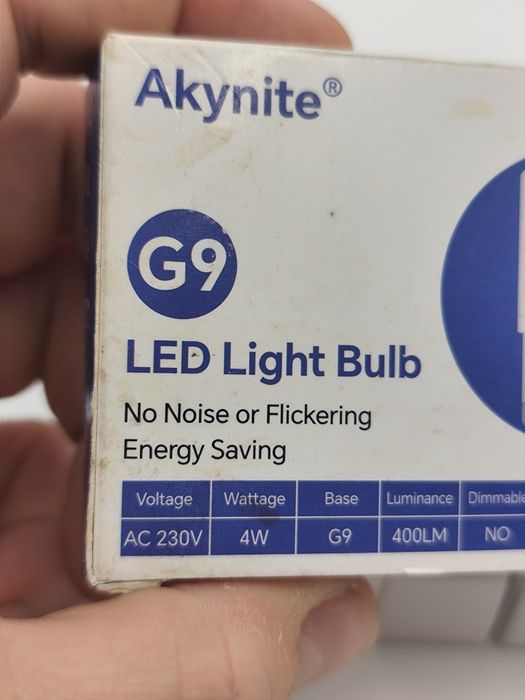 Akynite®
G9
LED Light Bulb
No Noise or Flickering
Energy Saving
Voltage Wattage Base Luminance Dimmable
AC 230V 4W G9 400LM NO